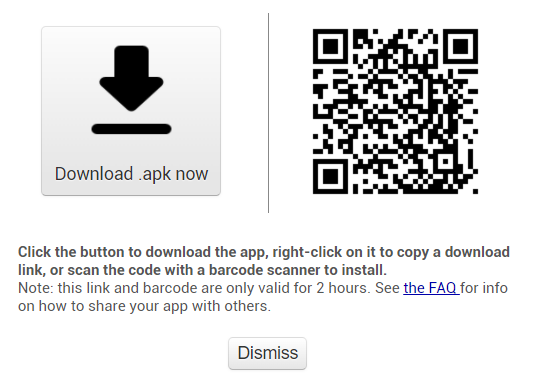 Download .apk now
Click the button to download the app, right-click on it to copy a download
link, or scan the code with a barcode scanner to install.
Note: this link and barcode are only valid for 2 hours. See the FAQ for info
on how to share your app with others.
Dismiss